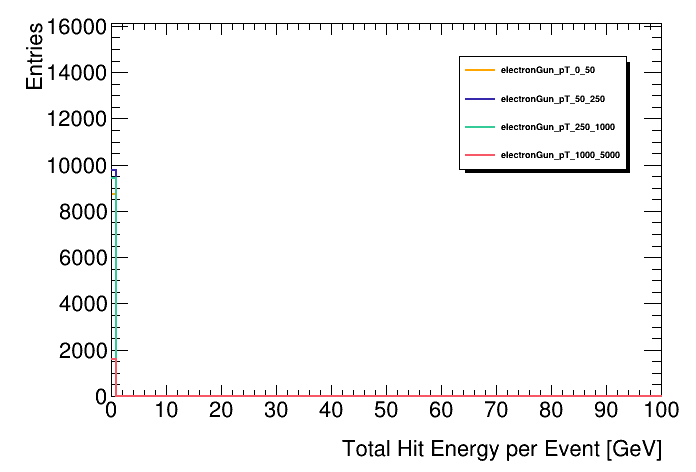 Entries
16000
14000
12000
10000
8000
6000
4000
2000
0
electronGun_pT_0_50
electronGun_pT_50_250
electronGun_pT_250_1000
electronGun_pT_1000_5000
0 10 20 30 40 50 60 70 80 90 100
Total Hit Energy per Event [GeV]